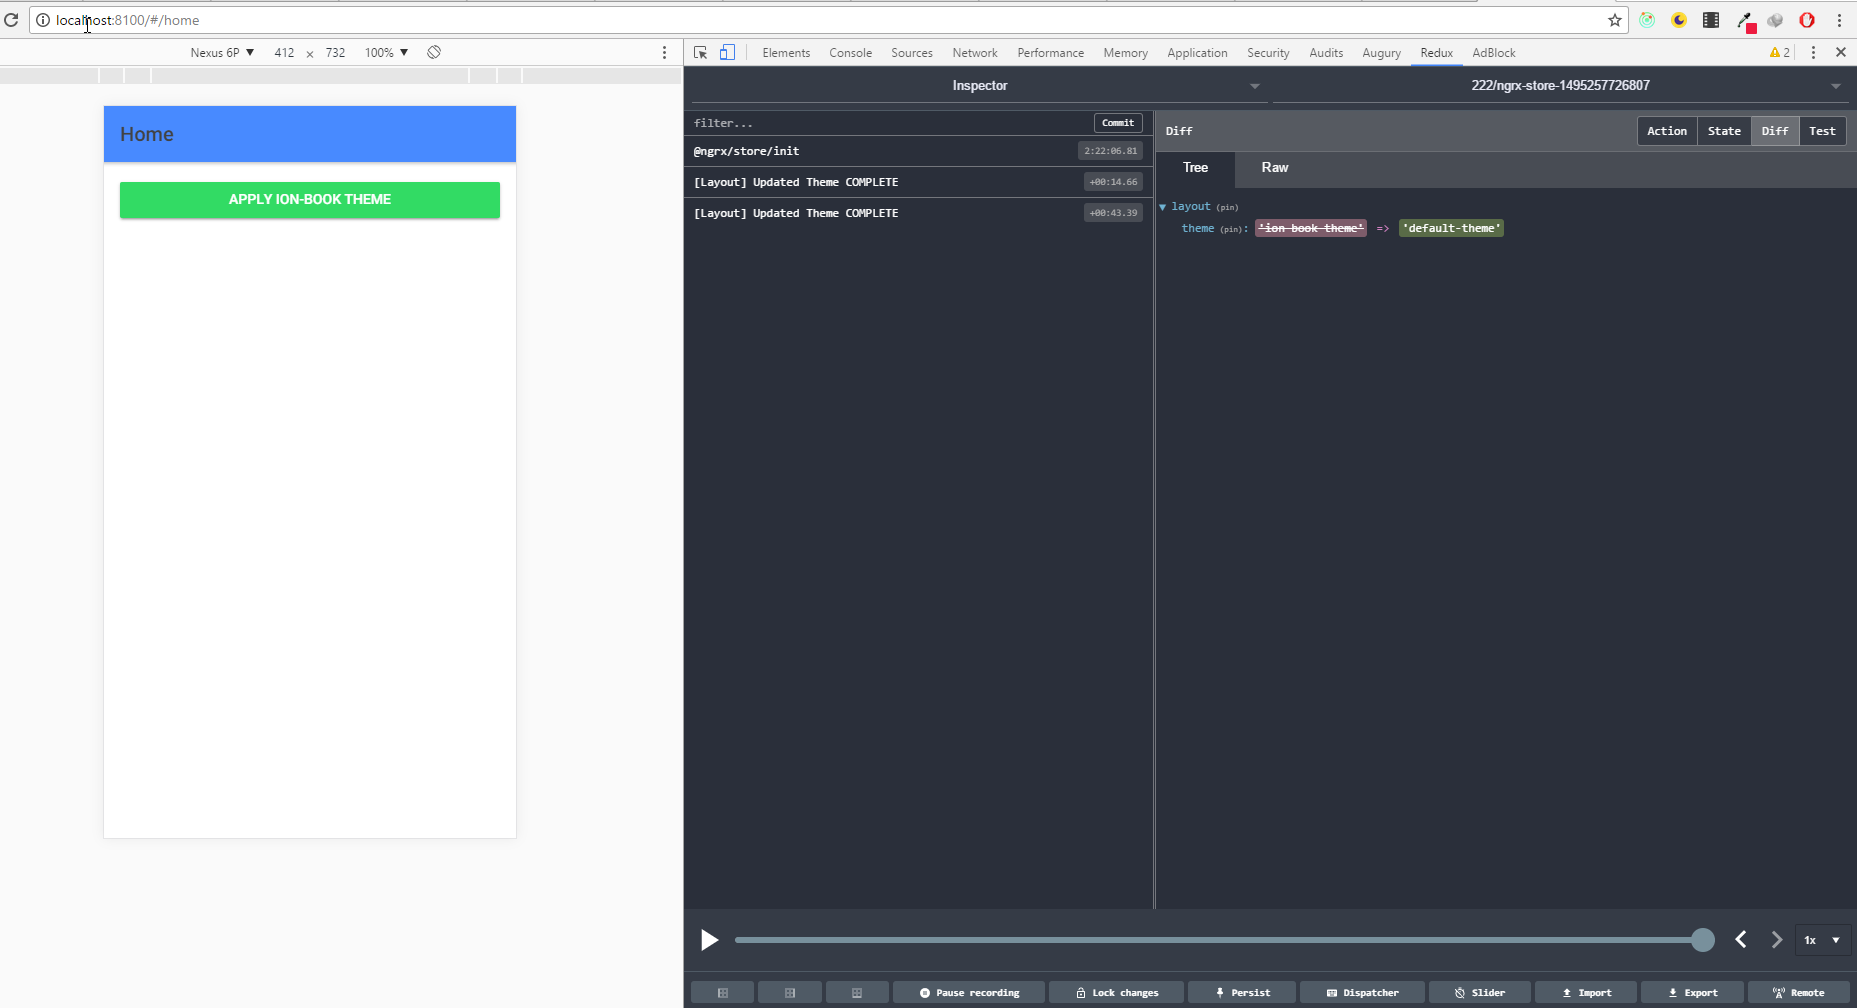 localhost:8100/#/home
Nexus 6P ▼ 412 × 732 100% ▼
Elements Console Sources Network Performance Memory Application Security Audits Augury Redux AdBlock 2
Home
APPLY ION-BOOK THEME
Inspector 222/ngrx-store-1495257726807
filter... Commit
@ngrx/store/init 2:22:06.81
[Layout] Updated Theme COMPLETE +00:14.66
[Layout] Updated Theme COMPLETE +00:43.39
Diff Action State Diff Test
Tree Raw
▼ layout (pin)
theme (pin): 'ion-book-theme' => 'default-theme'
1x ▼
Pause recording Lock changes Persist Dispatcher Slider Import Export Remote